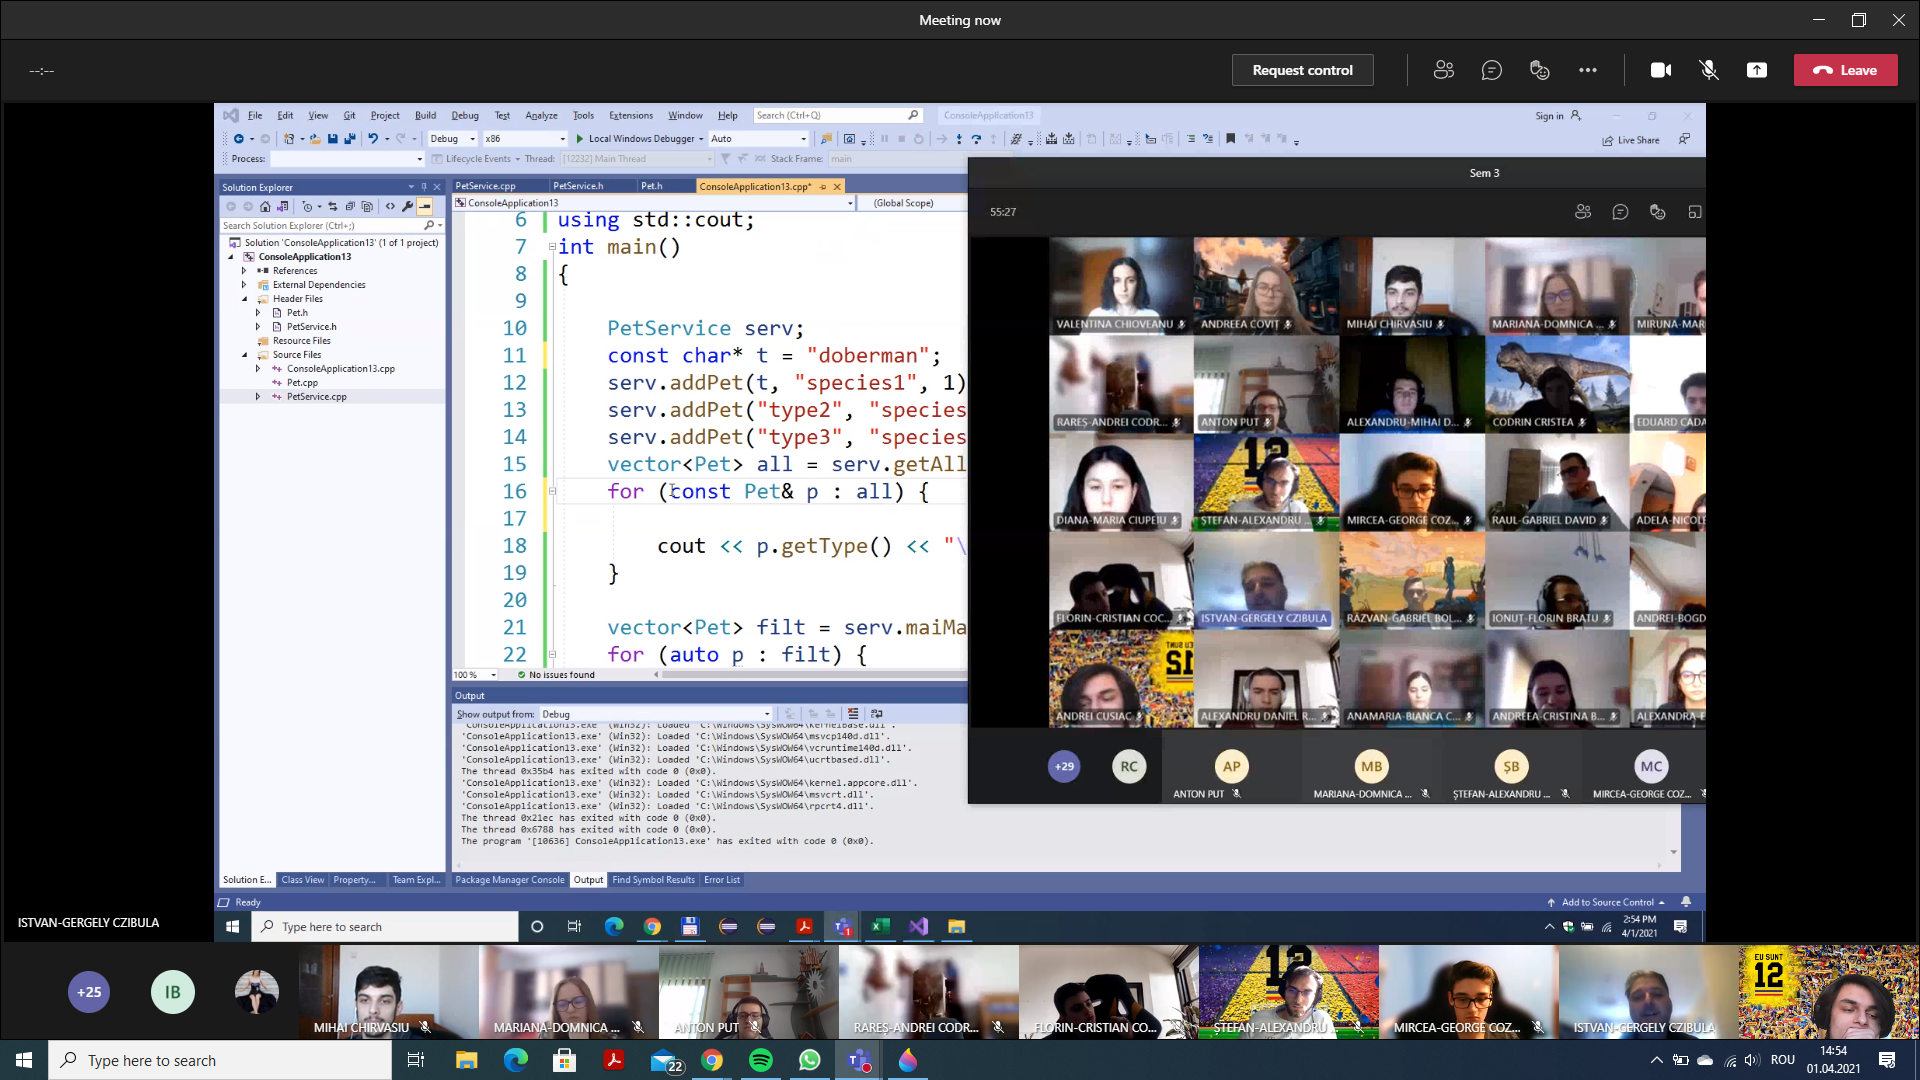 Meeting now
--:--
Request control
Leave
File Edit View Git Project Build Debug Test Analyze Tools Extensions Window Help Search (Ctrl+Q) ConsoleApplication13 Sign in
Debug x86 Local Windows Debugger Auto Live Share
Process: Lifecycle Events Thread: [12232] Main Thread Stack Frame: main
Sem 3
55:27
Solution Explorer
Search Solution Explorer (Ctrl+;)
Solution 'ConsoleApplication13' (1 of 1 project)
ConsoleApplication13
References
External Dependencies
Header Files
Pet.h
PetService.h
Resource Files
Source Files
ConsoleApplication13.cpp
Pet.cpp
PetService.cpp
PetService.cpp PetService.h Pet.h ConsoleApplication13.cpp*
ConsoleApplication13 (Global Scope)
6 using std::cout;
7 int main()
8 {
9
10 PetService serv;
11 const char* t = "doberman";
12 serv.addPet(t, "species1", 1)
13 serv.addPet("type2", "species
14 serv.addPet("type3", "species
15 vector<Pet> all = serv.getAll
16 for (const Pet& p : all) {
17
18 cout << p.getType() << "\
19 }
20
21 vector<Pet> filt = serv.maiMa
22 for (auto p : filt) {
100 % No issues found
Output
Show output from: Debug
'ConsoleApplication13.exe' (Win32): Loaded 'C:\Windows\SysWOW64\KernelBase.dll'.
'ConsoleApplication13.exe' (Win32): Loaded 'C:\Windows\SysWOW64\msvcp140d.dll'.
'ConsoleApplication13.exe' (Win32): Loaded 'C:\Windows\SysWOW64\vcruntime140d.dll'.
'ConsoleApplication13.exe' (Win32): Loaded 'C:\Windows\SysWOW64\ucrtbased.dll'.
The thread 0x35b4 has exited with code 0 (0x0).
'ConsoleApplication13.exe' (Win32): Loaded 'C:\Windows\SysWOW64\kernel.appcore.dll'.
'ConsoleApplication13.exe' (Win32): Loaded 'C:\Windows\SysWOW64\msvcrt.dll'.
'ConsoleApplication13.exe' (Win32): Loaded 'C:\Windows\SysWOW64\rpcrt4.dll'.
The thread 0x21ec has exited with code 0 (0x0).
The thread 0x6788 has exited with code 0 (0x0).
The program '[10636] ConsoleApplication13.exe' has exited with code 0 (0x0).
VALENTINA CHIOVEANU ANDREEA COVIȚ MIHAI CHIRVASIU MARIANA-DOMNICA ... MIRUNA-MAR
RAREȘ-ANDREI CODR... ANTON PUT ALEXANDRU-MIHAI D... CODRIN CRISTEA EDUARD CADA
12
DIANA-MARIA CIUPEIU ȘTEFAN-ALEXANDRU ... MIRCEA-GEORGE COZ... RAUL-GABRIEL DAVID ADELA-NICOLE
FLORIN-CRISTIAN COC... ISTVAN-GERGELY CZIBULA RĂZVAN-GABRIEL BOL... IONUȚ-FLORIN BRATU ANDREI-BOGD
ANDREI CUSIAC ALEXANDRU DANIEL R... ANAMARIA-BIANCA C... ANDREEA-CRISTINA B... ALEXANDRA-E
+29 RC AP MB ȘB MC
ANTON PUT MARIANA-DOMNICA ... ȘTEFAN-ALEXANDRU ... MIRCEA-GEORGE COZ...
Solution E... Class View Property... Team Expl... Package Manager Console Output Find Symbol Results Error List
Ready Add to Source Control
ISTVAN-GERGELY CZIBULA
Type here to search
2:54 PM
4/1/2021
+25 IB
12
EU SUNT
12
MIHAI CHIRVASIU MARIANA-DOMNICA ... ANTON PUT RAREȘ-ANDREI CODR... FLORIN-CRISTIAN CO... ȘTEFAN-ALEXANDRU ... MIRCEA-GEORGE COZ... ISTVAN-GERGELY CZIBULA
Type here to search
22
ROU
14:54
01.04.2021